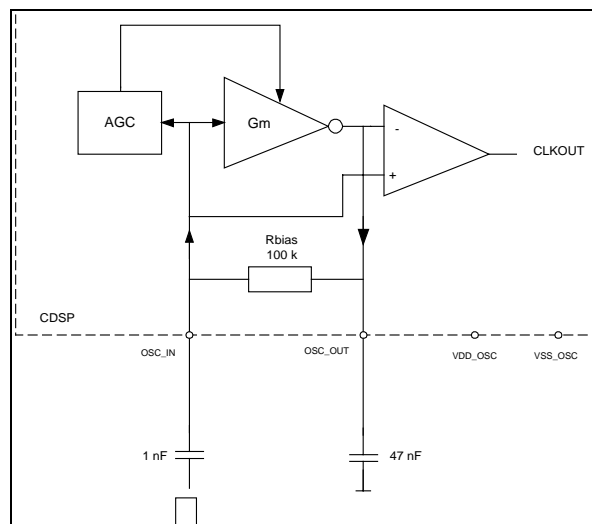 AGC
Gm
-
+
CLKOUT
Rbias
100 k
CDSP
OSC_IN
OSC_OUT
VDD_OSC
VSS_OSC
1 nF
47 nF